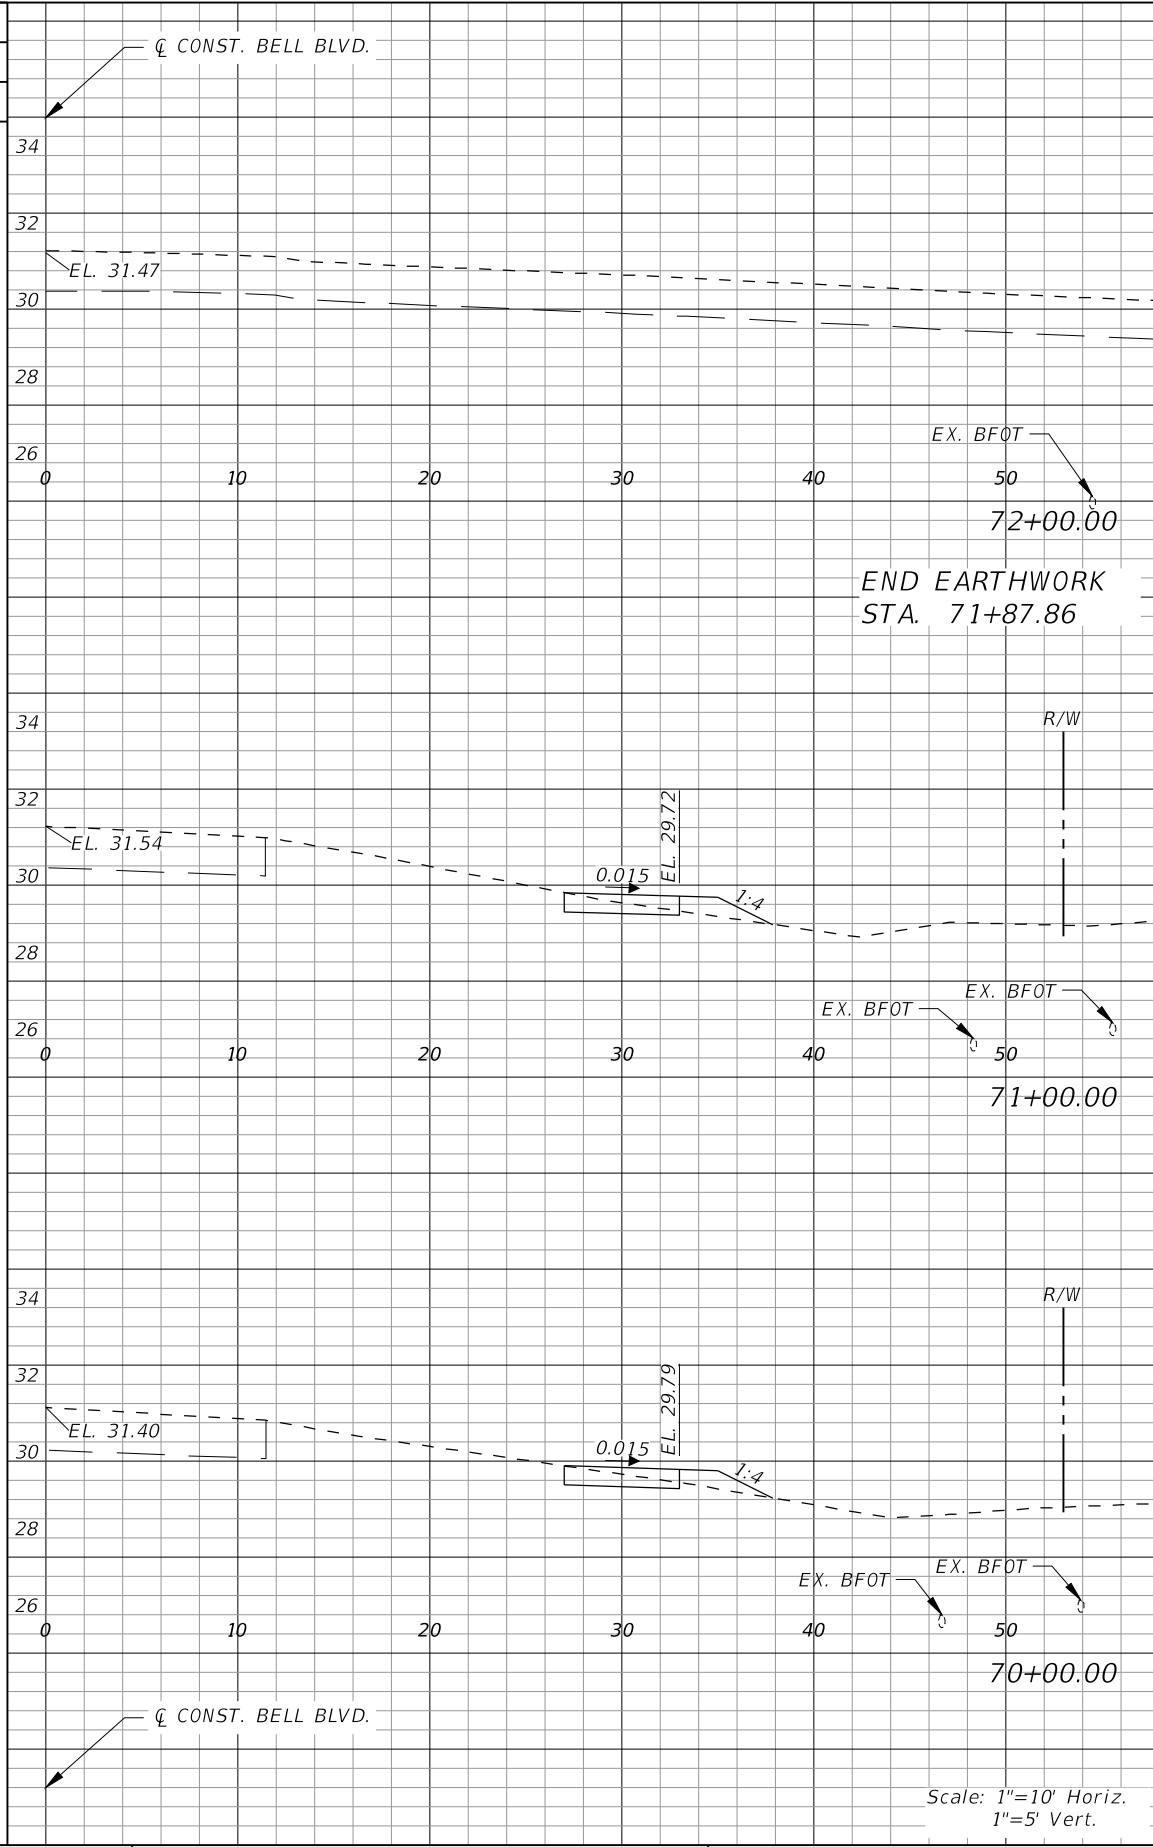 ℄ CONST. BELL BLVD.
34
32
EL. 31.47
30
28
EX. BFOT
26
0 10 20 30 40 50
72+00.00
END EARTHWORK
STA. 71+87.86
34
R/W
32
EL. 29.72
EL. 31.54
30
0.015
1:4
28
EX. BFOT
EX. BFOT
26
0 10 20 30 40 50
71+00.00
34
R/W
32
EL. 29.79
EL. 31.40
30
0.015
1:4
28
EX. BFOT
EX. BFOT
26
0 10 20 30 40 50
70+00.00
℄ CONST. BELL BLVD.
Scale: 1"=10' Horiz.
1"=5' Vert.